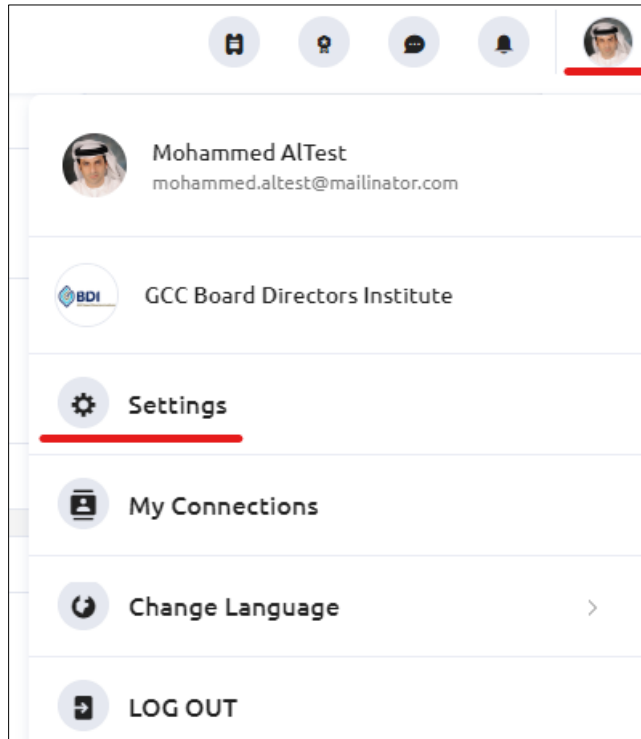 Mohammed AlTest
mohammed.altest@mailinator.com
BDI
GCC Board Directors Institute
Settings
My Connections
Change Language
LOG OUT